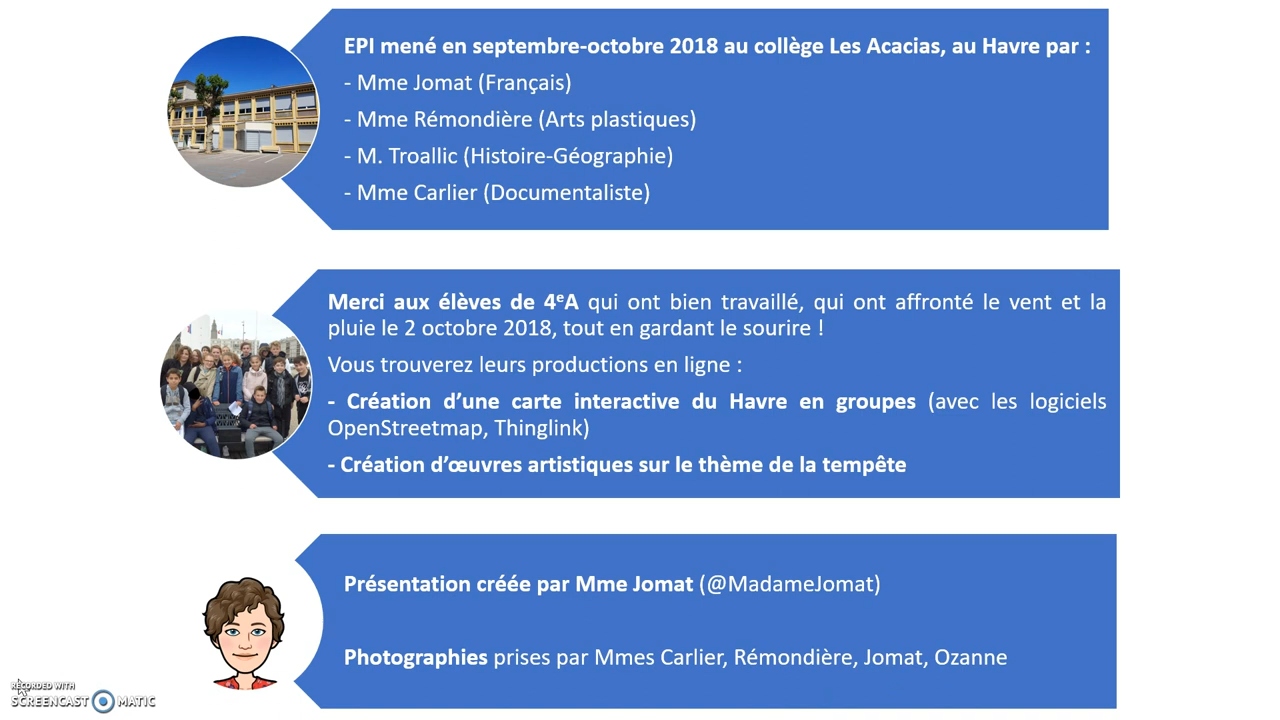 EPI mené en septembre-octobre 2018 au collège Les Acacias, au Havre par :
- Mme Jomat (Français)
- Mme Rémondière (Arts plastiques)
- M. Troallic (Histoire-Géographie)
- Mme Carlier (Documentaliste)
Merci aux élèves de 4ᵉA qui ont bien travaillé, qui ont affronté le vent et la
pluie le 2 octobre 2018, tout en gardant le sourire !
Vous trouverez leurs productions en ligne :
- Création d’une carte interactive du Havre en groupes (avec les logiciels
OpenStreetmap, Thinglink)
- Création d’œuvres artistiques sur le thème de la tempête
Présentation créée par Mme Jomat (@MadameJomat)
Photographies prises par Mmes Carlier, Rémondière, Jomat, Ozanne
RECORDED WITH
SCREENCAST MATIC